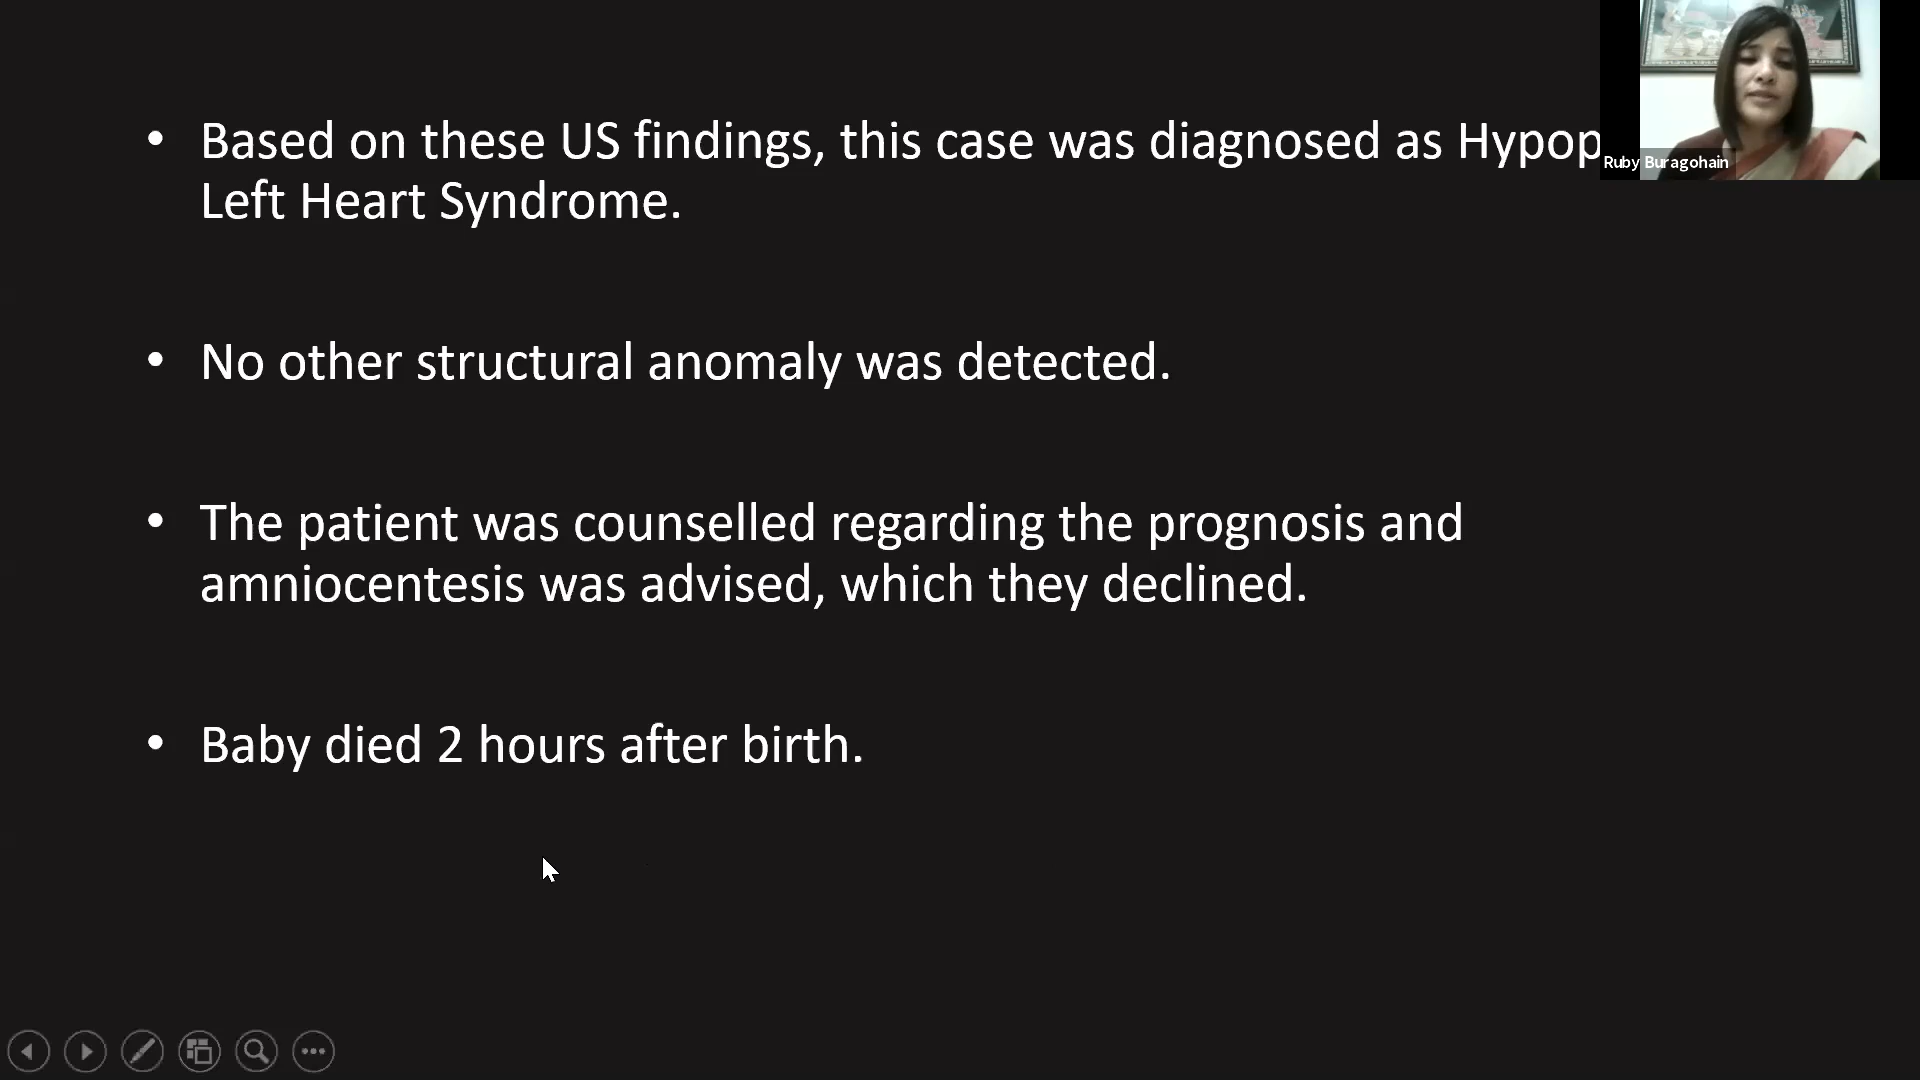 • Based on these US findings, this case was diagnosed as
Left Heart Syndrome.
• No other structural anomaly was detected.
• The patient was counselled regarding the prognosis and
amniocentesis was advised, which they declined.
• Baby died 2 hours after birth.
Ruby Buragohain